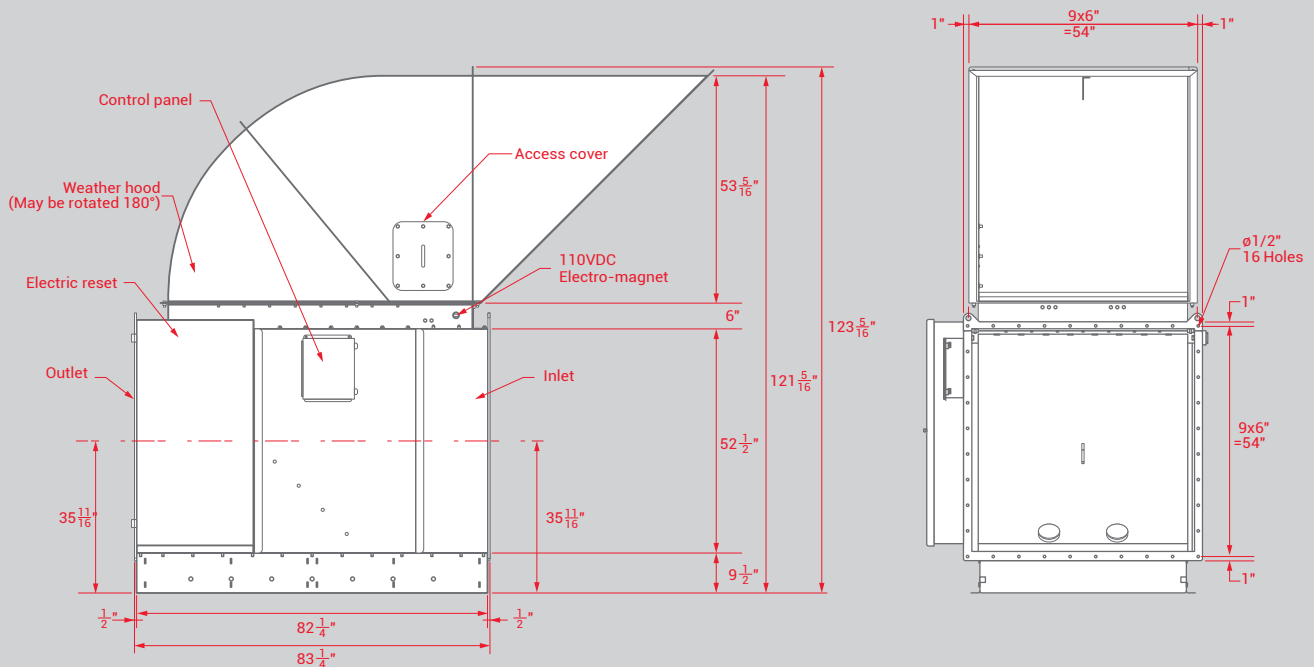 1"
9x6"
=54"
1"
Control panel
Access cover
Weather hood
(May be rotated 180°)
53 5/16"
ø1/2"
16 Holes
110VDC
Electro-magnet
Electric reset
1"
6"
123 5/16"
Outlet
Inlet
121 5/16"
9x6"
=54"
52 1/2"
35 11/16"
35 11/16"
9 1/2"
1"
1/2"
82 1/4"
1/2"
83 1/4"